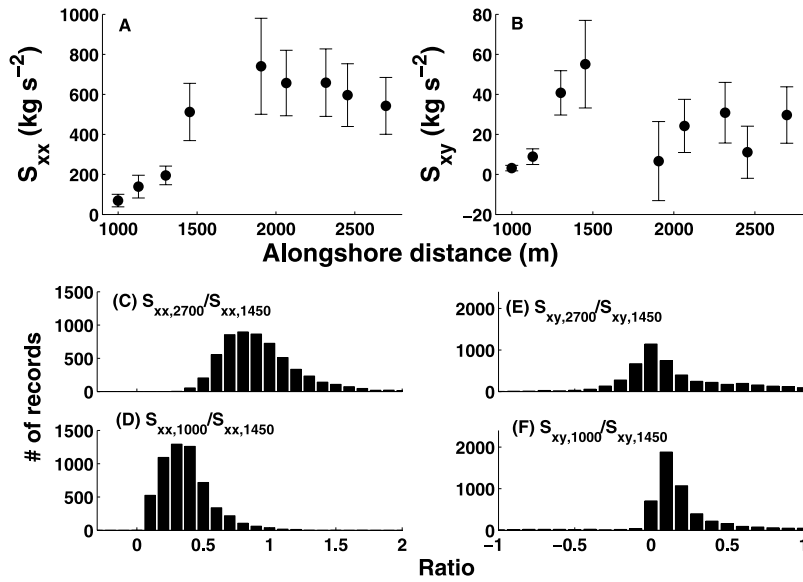 A
B
S_xx (kg s⁻²)
1000
800
600
400
200
0
1000 1500 2000 2500
S_xy (kg s⁻²)
80
60
40
20
0
−20
1000 1500 2000 2500
Alongshore distance (m)
(C) S_xx,2700/S_xx,1450
1500
1000
500
0
(E) S_xy,2700/S_xy,1450
2000
1000
0
(D) S_xx,1000/S_xx,1450
1500
1000
500
0
0 0.5 1 1.5 2
(F) S_xy,1000/S_xy,1450
2000
1000
0
−1 −0.5 0 0.5 1
# of records
Ratio